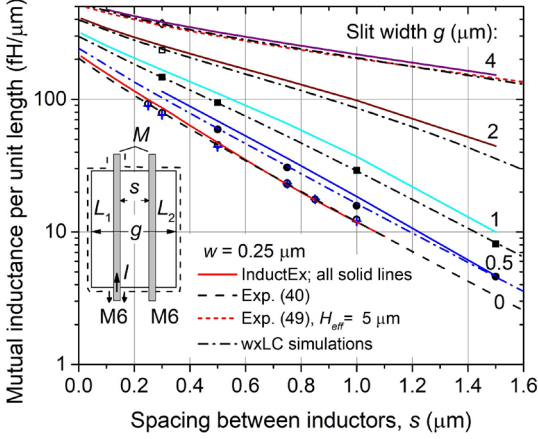 Mutual inductance per unit length (fH/μm)
100
10
1
Slit width g (μm):
4
2
1
0.5
0
M
s
L1
L2
g
I
M6
M6
w = 0.25 μm
InductEx; all solid lines
Exp. (40)
Exp. (49), Heff= 5 μm
wxLC simulations
0.0
0.2
0.4
0.6
0.8
1.0
1.2
1.4
1.6
Spacing between inductors, s (μm)